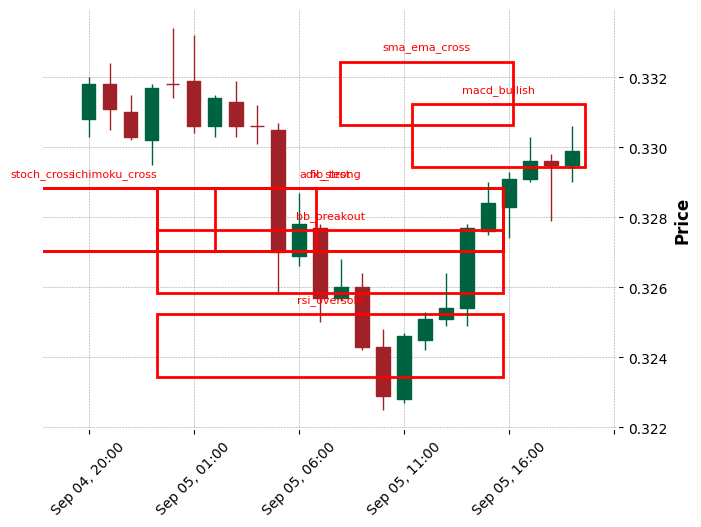 sma_ema_cross
0.332
macd_bullish
0.330
stoch_cross
ichimoku_cross
adx_strong
0.328
bb_breakout
Price
0.326
rsi_oversold
0.324
0.322
Sep 04, 20:00
Sep 05, 01:00
Sep 05, 06:00
Sep 05, 11:00
Sep 05, 16:00